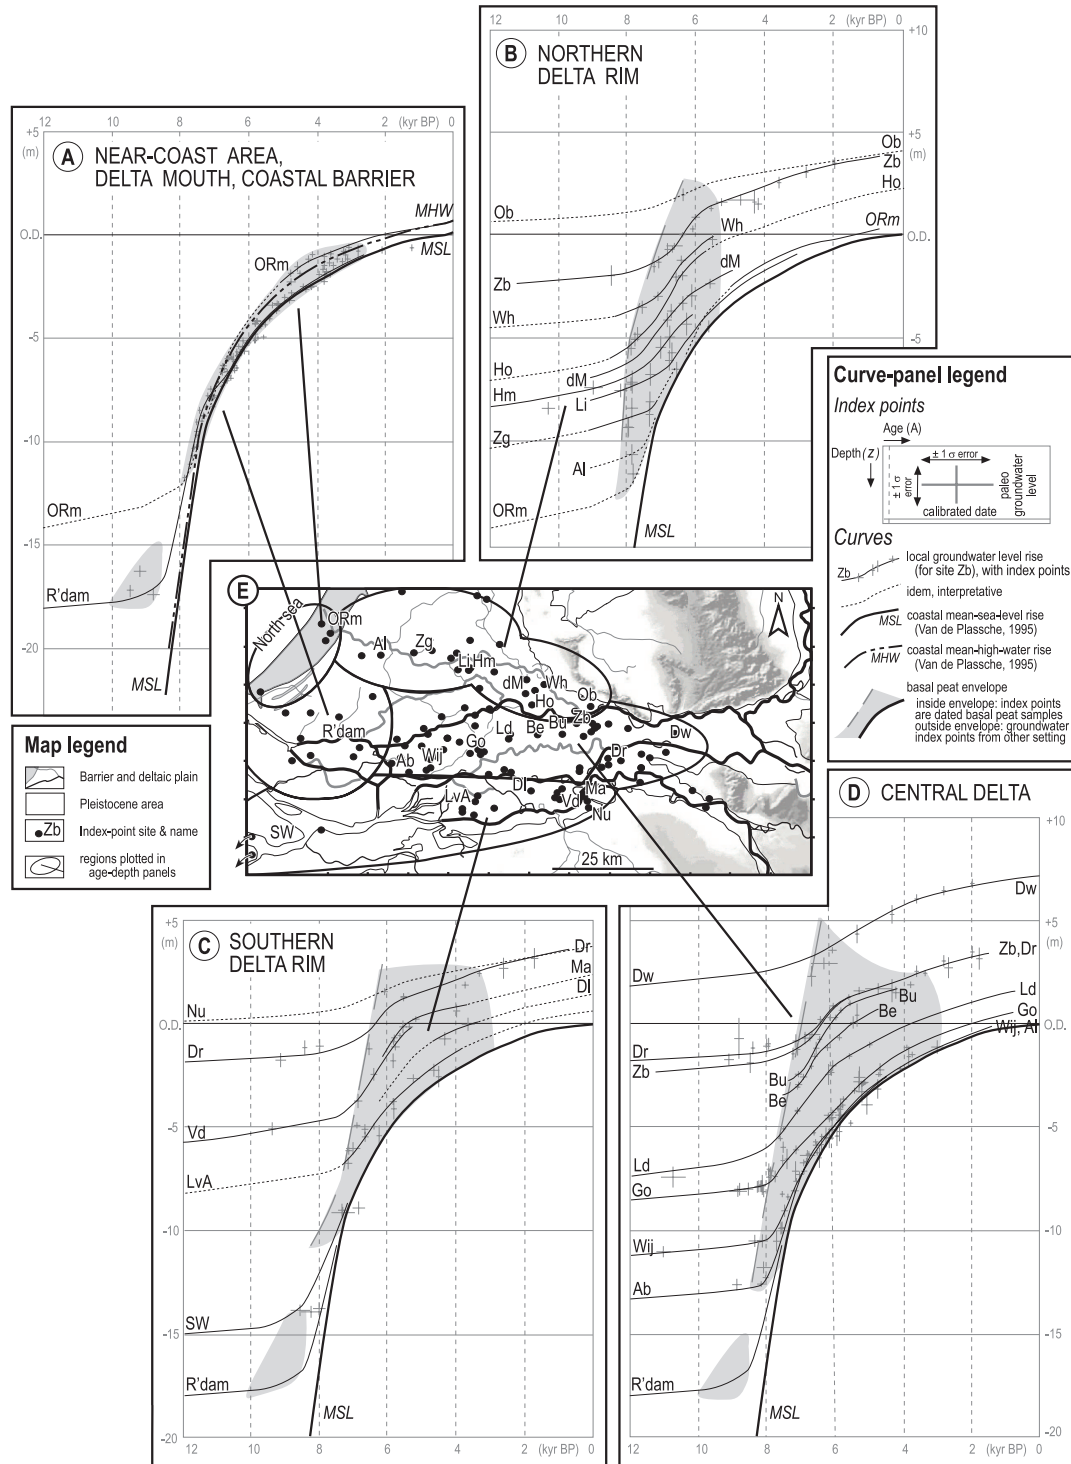 12
10
8
6
4
2
(kyr BP)
0
+5
(m)
A
NEAR-COAST AREA,
DELTA MOUTH, COASTAL BARRIER
MHW
O.D.
MSL
ORm
-5
-10
ORm
-15
R'dam
-20
MSL
12
10
8
6
4
2
(kyr BP)
0
+10
B
NORTHERN
DELTA RIM
+5
(m)
Ob
Zb
Ho
Ob
ORm
Wh
O.D.
dM
Zb
Wh
-5
Ho
dM
Hm
Li
Zg
Al
ORm
MSL
Curve-panel legend
Index points
Age (A)
Depth(z)
± 1 σ error
± 1 σ
error
paleo
groundwater
level
calibrated date
Curves
Zb
local groundwater level rise
(for site Zb), with index points
idem, interpretative
MSL
coastal mean-sea-level rise
(Van de Plassche, 1995)
MHW
coastal mean-high-water rise
(Van de Plassche, 1995)
basal peat envelope
inside envelope: index points
are dated basal peat samples
outside envelope: groundwater
index points from other setting
E
North-sea
N
ORm
Al
Zg
Li,Hm
dM
Wh
Ho
Ob
R'dam
Ld
Be
Bu
Zb
Go
Dw
Dr
Ab
Wij
Dl
Ma
LvA
Vd
Nu
SW
25 km
Map legend
Barrier and deltaic plain
Pleistocene area
Zb
Index-point site & name
regions plotted in
age-depth panels
+5
(m)
C
SOUTHERN
DELTA RIM
Dr
Ma
Dl
Nu
O.D.
Dr
Vd
-5
LvA
-10
SW
-15
R'dam
MSL
-20
12
10
8
6
4
2
(kyr BP)
0
D
CENTRAL DELTA
+10
Dw
+5
(m)
Dw
Zb,Dr
Bu
Ld
Be
Go
O.D.
Wij, Al
Dr
Zb
Bu
Be
-5
Ld
Go
Wij
-10
Ab
-15
R'dam
MSL
-20
12
10
8
6
4
2
(kyr BP)
0